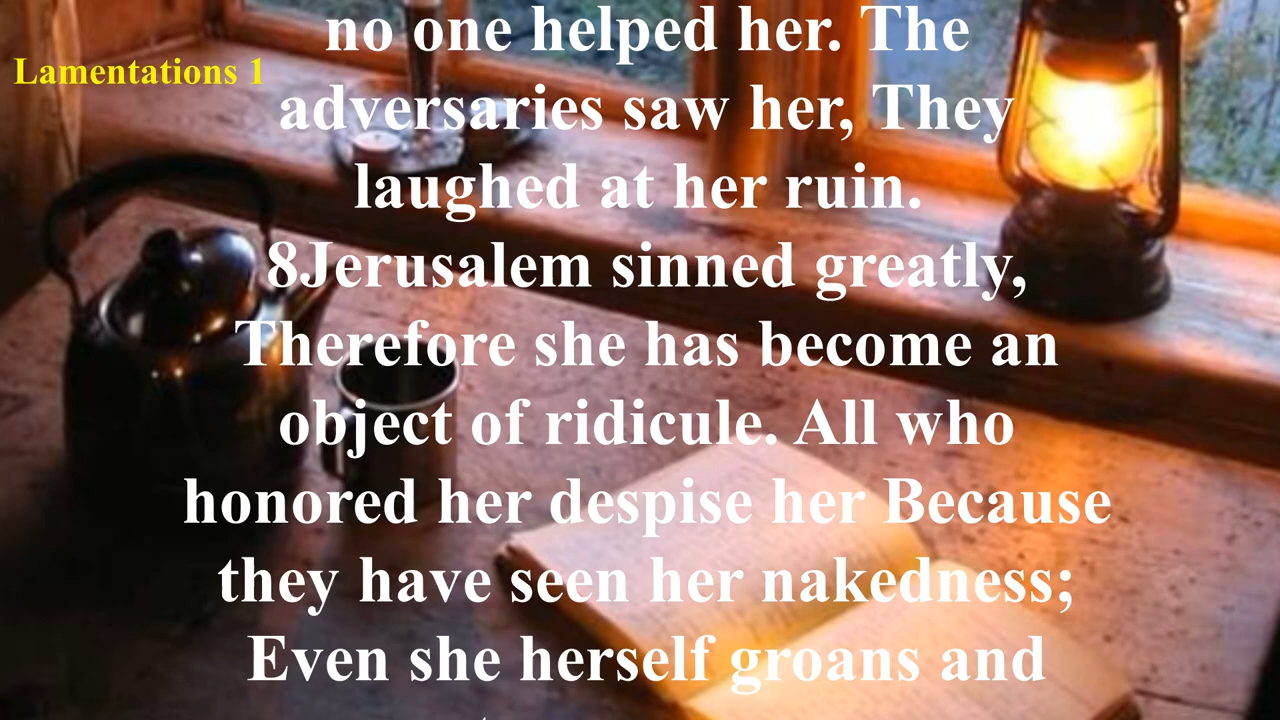 no one helped her. The
Lamentations 1
adversaries saw her, They
laughed at her ruin.
8Jerusalem sinned greatly,
Therefore she has become an
object of ridicule. All who
honored her despise her Because
they have seen her nakedness;
Even she herself groans and